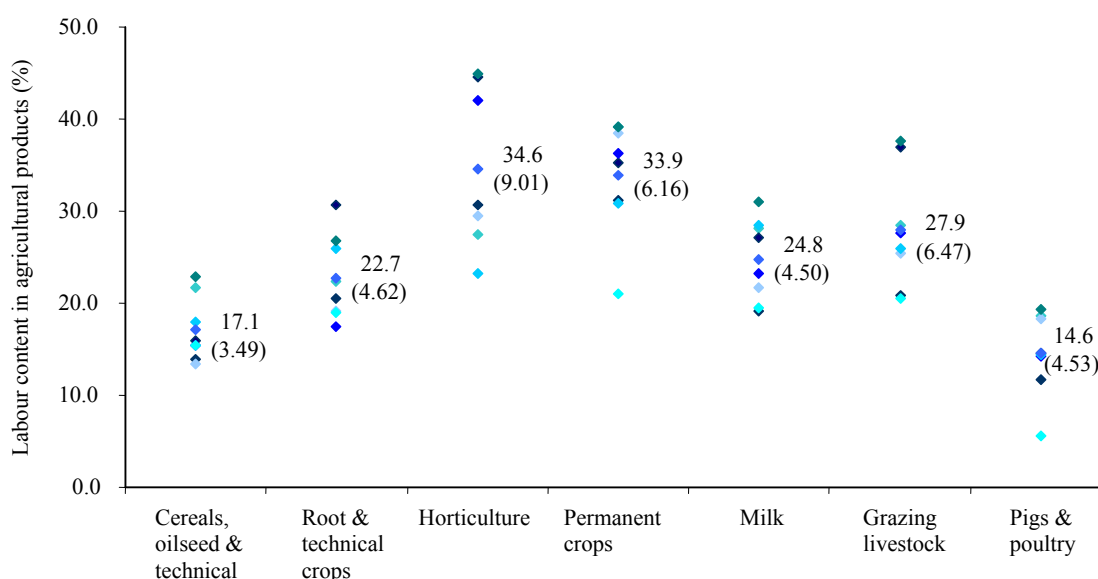 Labour content in agricultural products (%)
50.0
40.0
30.0
20.0
10.0
0.0
17.1
(3.49)
22.7
(4.62)
34.6
(9.01)
33.9
(6.16)
24.8
(4.50)
27.9
(6.47)
14.6
(4.53)
Cereals,
oilseed &
technical
Root &
technical
crops
Horticulture
Permanent
crops
Milk
Grazing
livestock
Pigs &
poultry